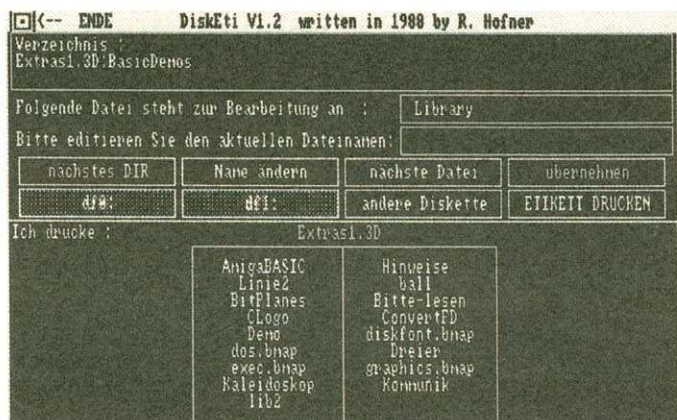 <-- ENDE DiskEti V1.2 written in 1988 by R. Hofner
Verzeichnis :
Extras1.3D:BasicDemos
Folgende Datei steht zur Bearbeitung an : Library
Bitte editieren Sie den aktuellen Dateinamen:
nächstes DIR Name ändern nächste Datei übernehmen
df0: df1: andere Diskette ETIKETT DRUCKEN
Ich drucke : Extras1.3D
AmigaBASIC Hinweise
Linie2 ball
BitPlanes Bitte-lesen
CLogo ConvertFD
Demo diskfont.bmap
dos.bmap Dreier
exec.bmap graphics.bmap
Kaleidoskop Kommunik
lib2